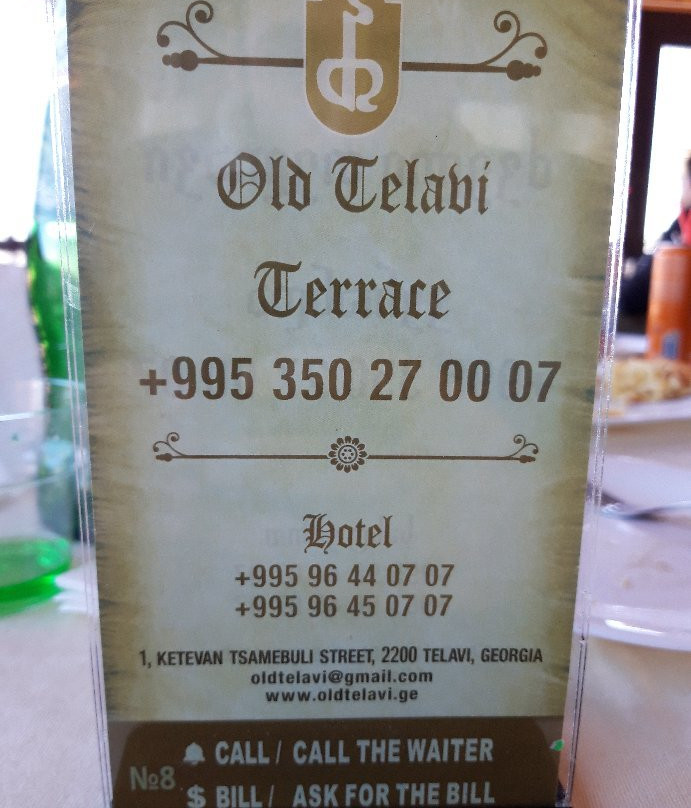 Old Telavi
Terrace
+995 350 27 00 07
Hotel
+995 96 44 07 07
+995 96 45 07 07
1, KETEVAN TSAMEBULI STREET, 2200 TELAVI, GEORGIA
oldtelavi@gmail.com
www.oldtelavi.ge
CALL / CALL THE WAITER
№8
$ BILL / ASK FOR THE BILL